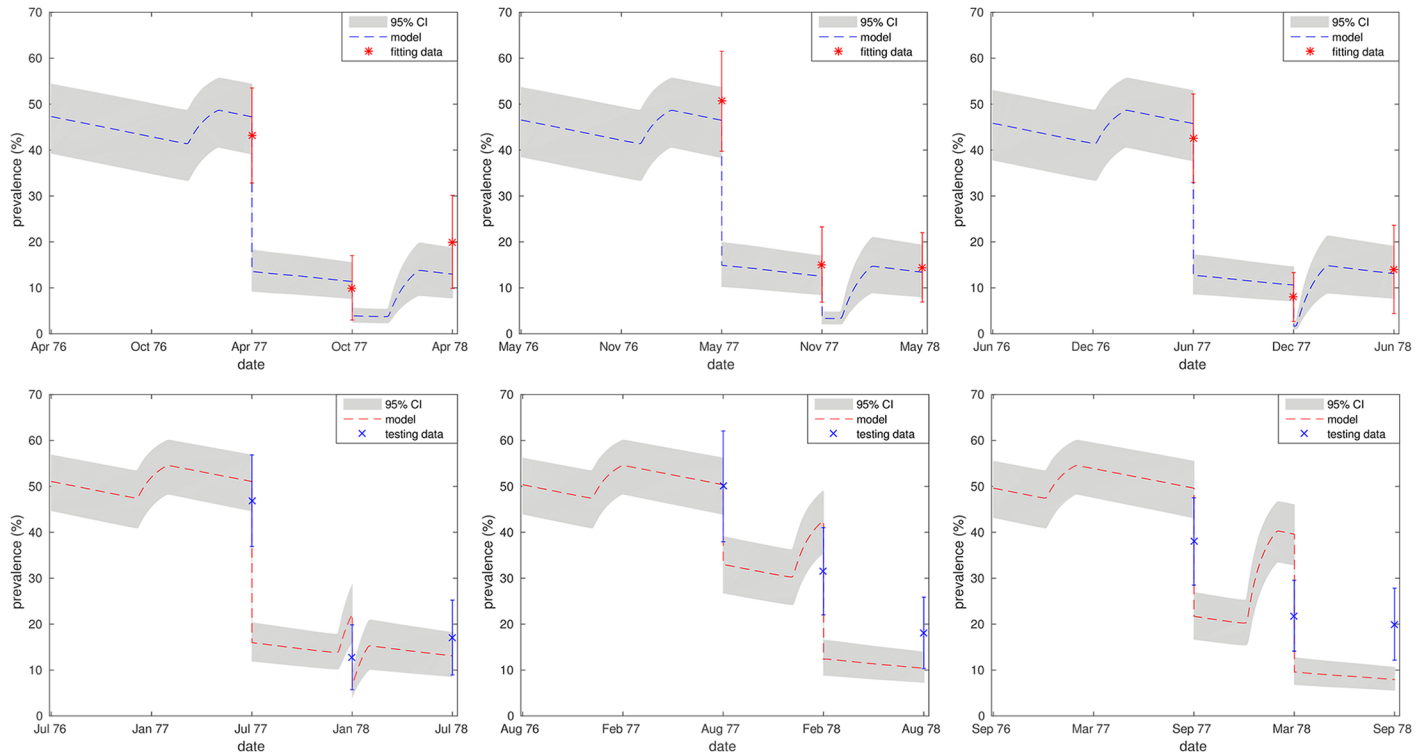 70
60
50
40
30
20
10
0
prevalence (%)
95% CI
model
fitting data
Apr 76
Oct 76
Apr 77
Oct 77
Apr 78
date
70
60
50
40
30
20
10
0
prevalence (%)
95% CI
model
fitting data
May 76
Nov 76
May 77
Nov 77
May 78
date
70
60
50
40
30
20
10
0
prevalence (%)
95% CI
model
fitting data
Jun 76
Dec 76
Jun 77
Dec 77
Jun 78
date
70
60
50
40
30
20
10
0
prevalence (%)
95% CI
model
testing data
Jul 76
Jan 77
Jul 77
Jan 78
Jul 78
date
70
60
50
40
30
20
10
0
prevalence (%)
95% CI
model
testing data
Aug 76
Feb 77
Aug 77
Feb 78
Aug 78
date
70
60
50
40
30
20
10
0
prevalence (%)
95% CI
model
testing data
Sep 76
Mar 77
Sep 77
Mar 78
Sep 78
date